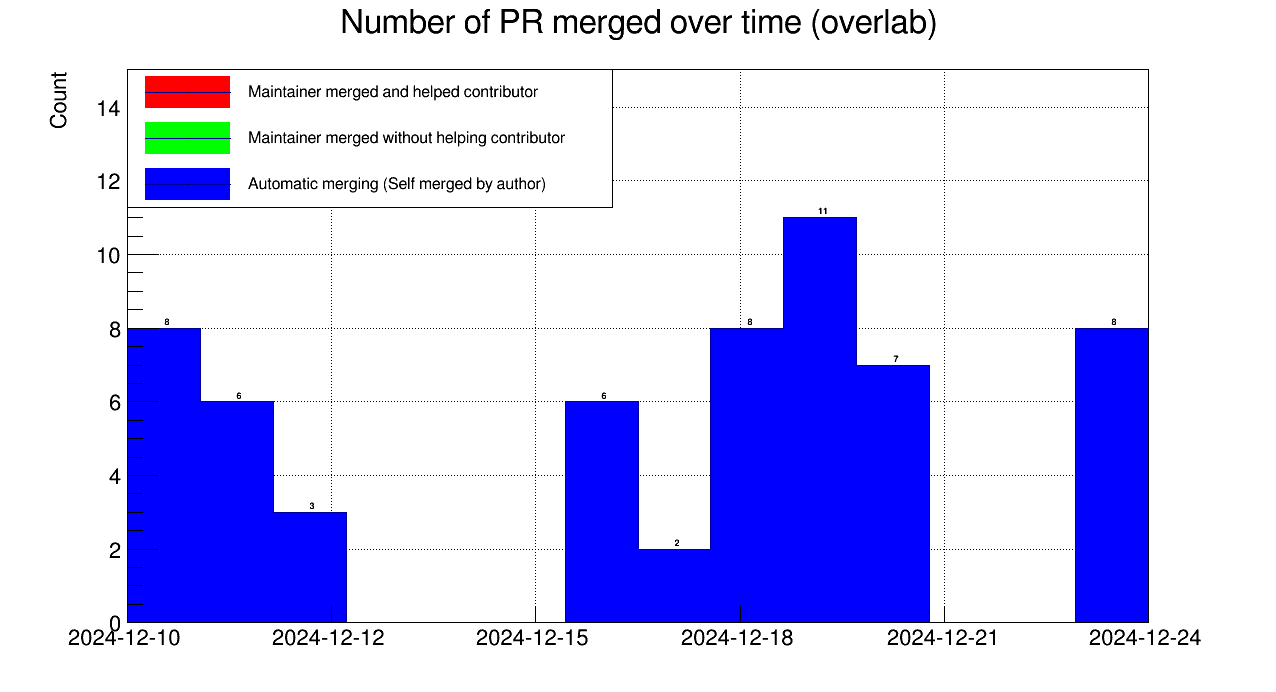 Number of PR merged over time (overlab)
Count
Maintainer merged and helped contributor
Maintainer merged without helping contributor
Automatic merging (Self merged by author)
14
12
10
8
6
4
2
0
8
6
3
6
2
8
11
7
8
2024-12-10 2024-12-12 2024-12-15 2024-12-18 2024-12-21 2024-12-24